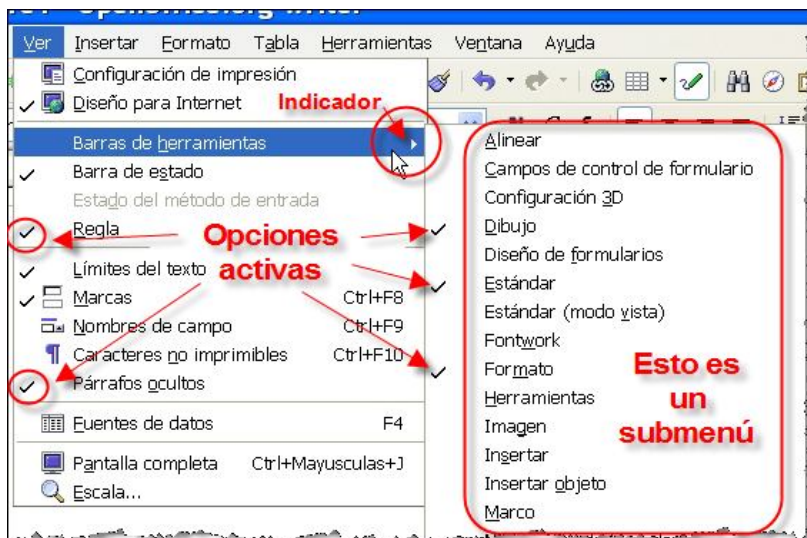 OpenOffice.org Writer
Ver Insertar Formato Tabla Herramientas Ventana Ayuda
Configuración de impresión
Diseño para Internet
Indicador
Barras de herramientas
Barra de estado
Estado del método de entrada
Regla
Opciones
activas
Límites del texto
Marcas Ctrl+F8
Nombres de campo Ctrl+F9
Caracteres no imprimibles Ctrl+F10
Párrafos ocultos
Fuentes de datos F4
Pantalla completa Ctrl+Mayusculas+J
Escala...
Alinear
Campos de control de formulario
Configuración 3D
Dibujo
Diseño de formularios
Estándar
Estándar (modo vista)
Fontwork
Formato
Herramientas
Imagen
Insertar
Insertar objeto
Marco
Esto es
un
submenú